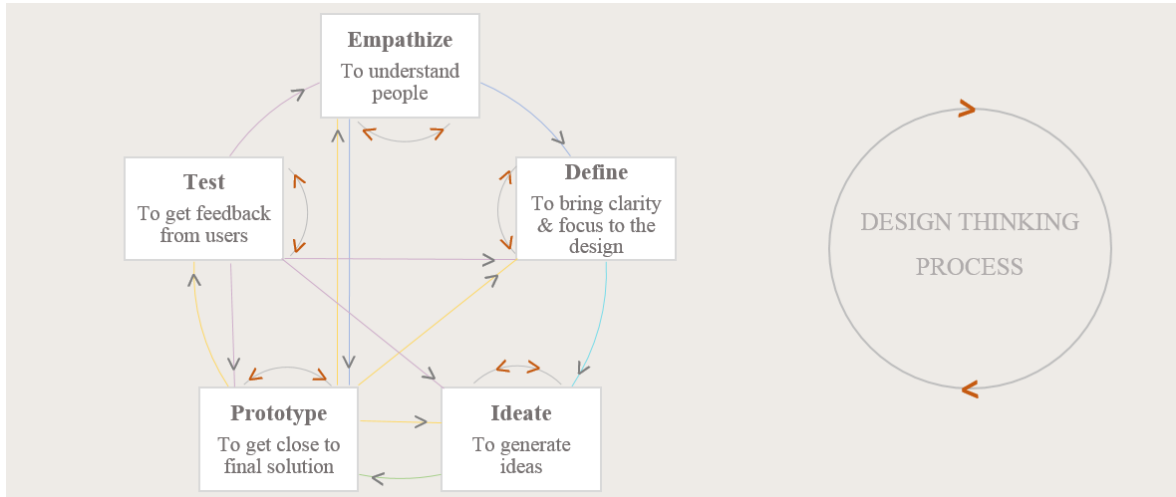 Empathize
To understand
people
Test
To get feedback
from users
Define
To bring clarity
& focus to the
design
DESIGN THINKING
PROCESS
Prototype
To get close to
final solution
Ideate
To generate
ideas